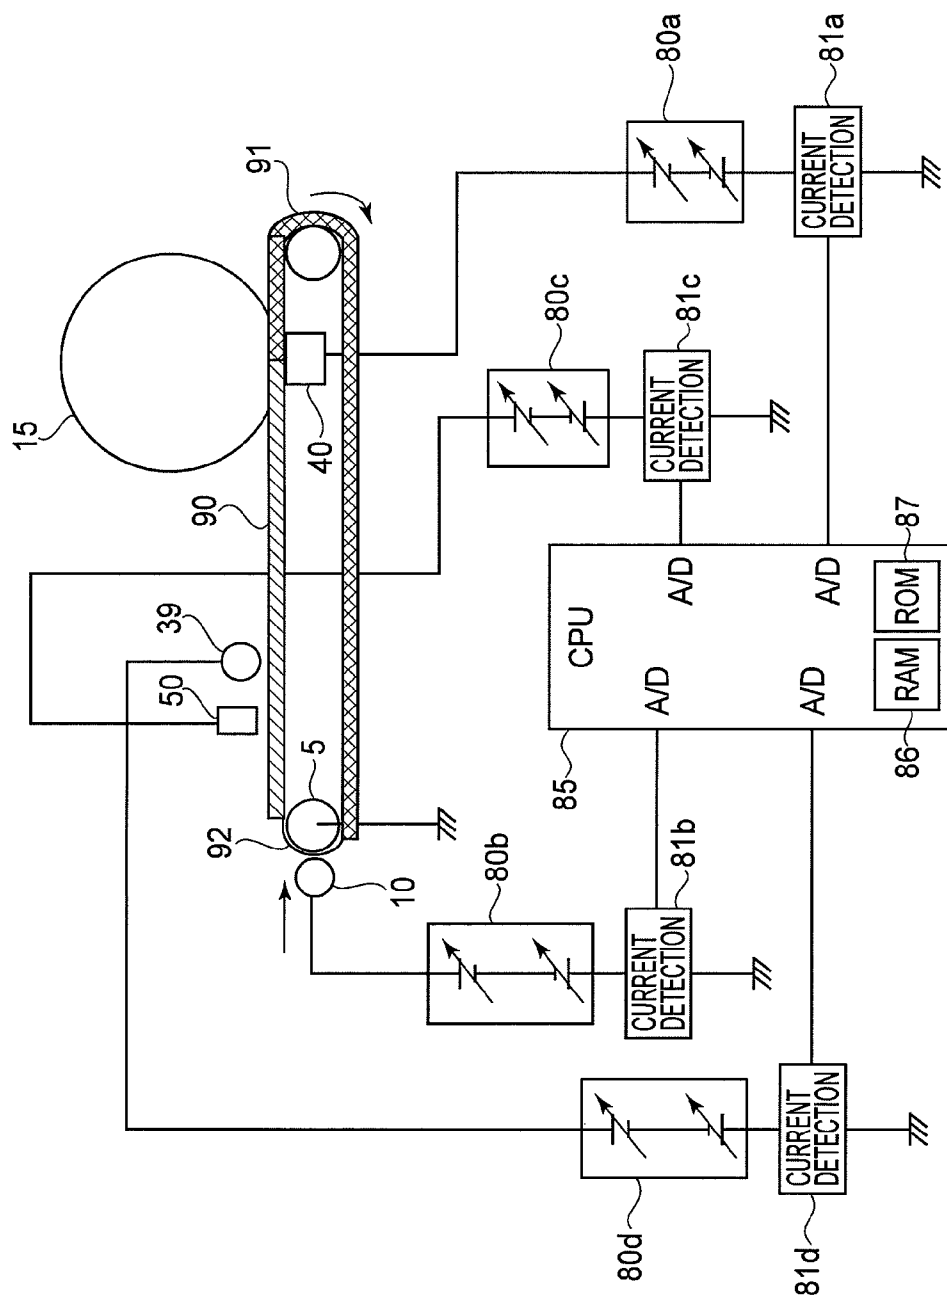 15
91
80a
81a
CURRENT
DETECTION
40
80c
81c
CURRENT
DETECTION
90
39
50
CPU
A/D
A/D
A/D
A/D
87
ROM
RAM
86
85
5
92
10
80b
81b
CURRENT
DETECTION
80d
81d
CURRENT
DETECTION